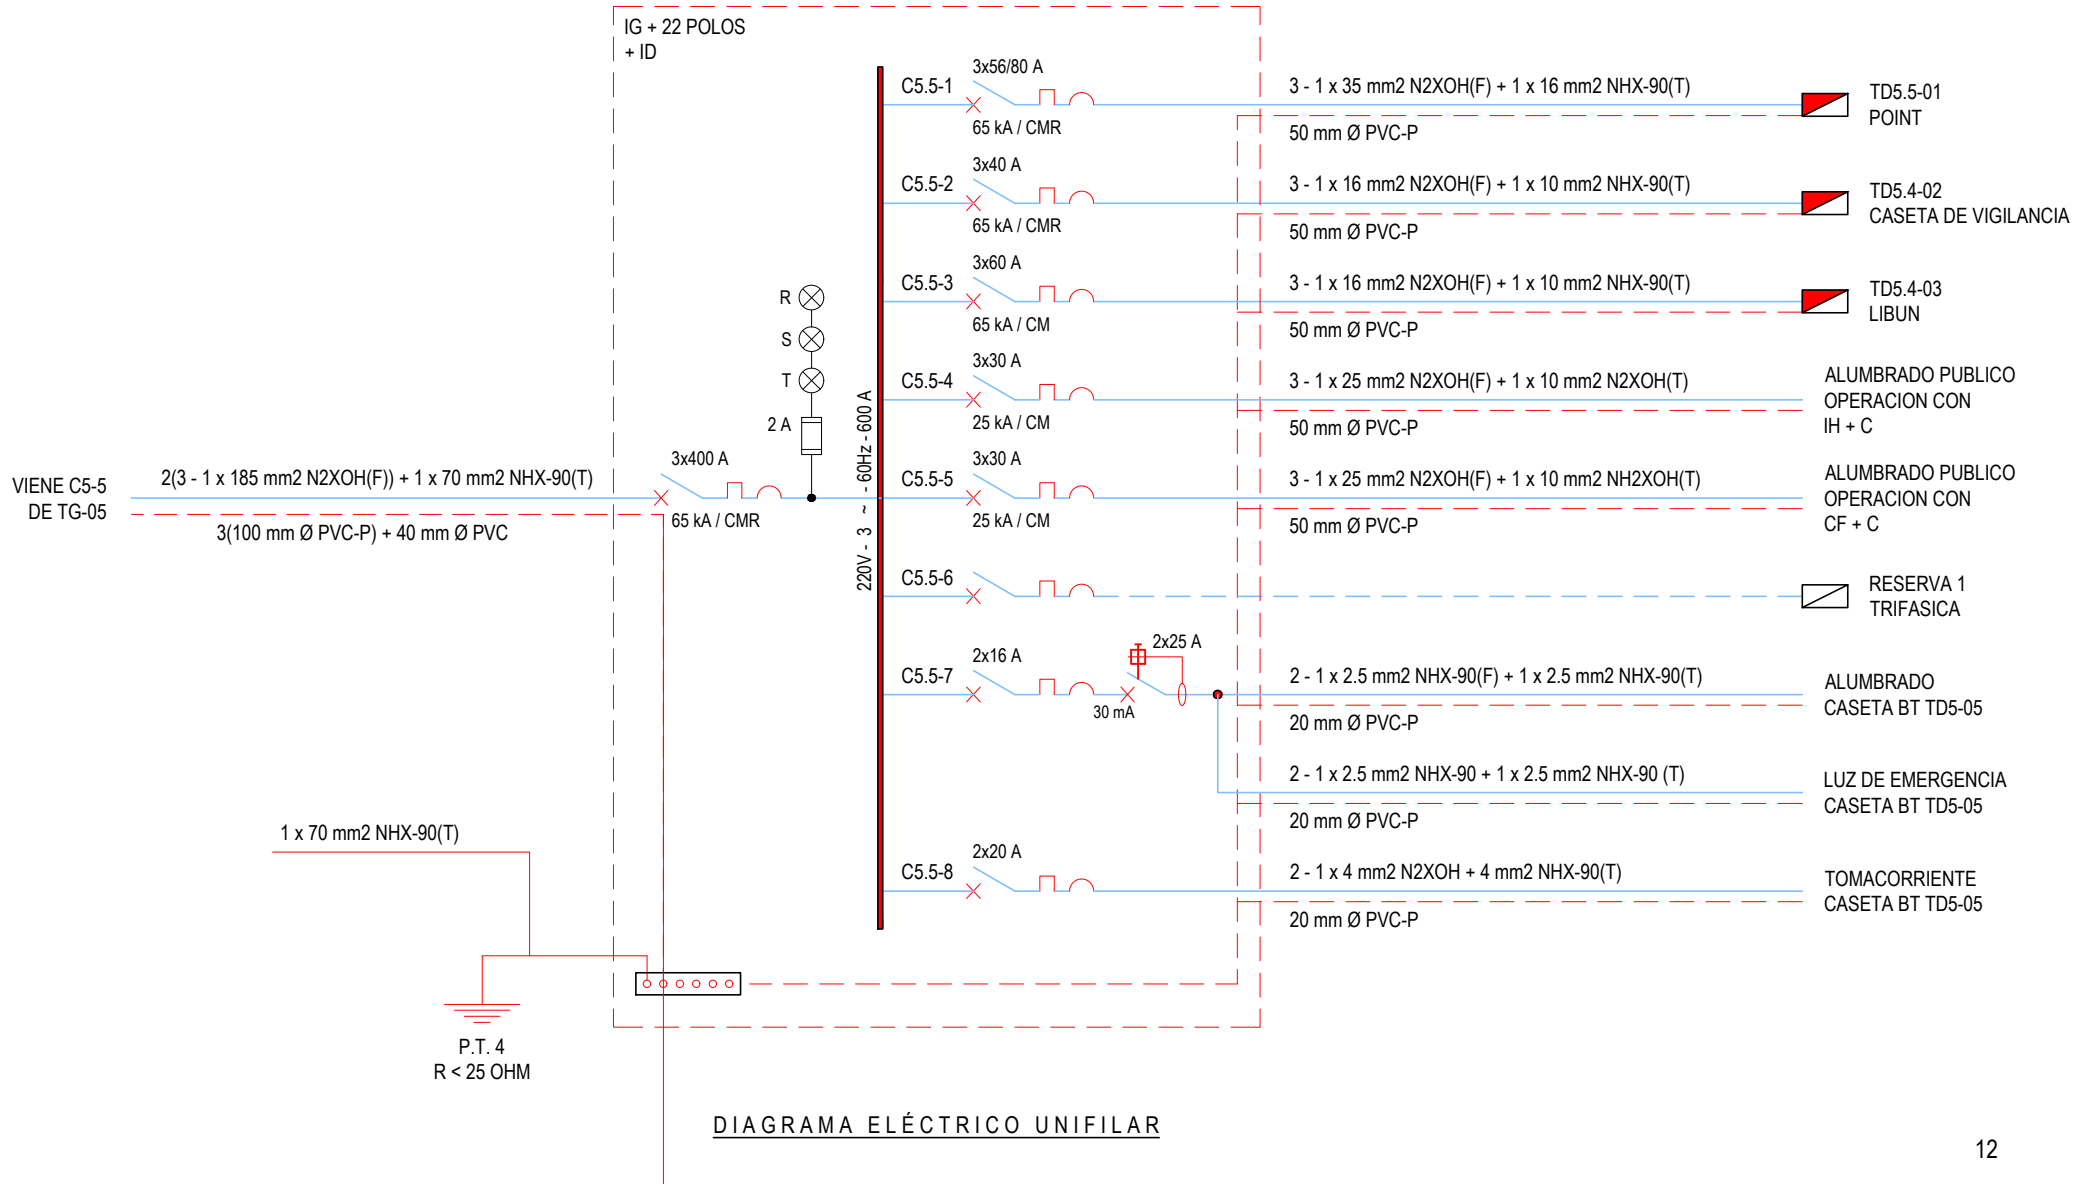 IG + 22 POLOS
+ ID
C5.5-1
3x56/80 A
65 kA / CMR
3 - 1 x 35 mm2 N2XOH(F) + 1 x 16 mm2 NHX-90(T)
50 mm Ø PVC-P
TD5.5-01
POINT
C5.5-2
3x40 A
65 kA / CMR
3 - 1 x 16 mm2 N2XOH(F) + 1 x 10 mm2 NHX-90(T)
50 mm Ø PVC-P
TD5.4-02
CASETA DE VIGILANCIA
C5.5-3
3x60 A
65 kA / CM
3 - 1 x 16 mm2 N2XOH(F) + 1 x 10 mm2 NHX-90(T)
50 mm Ø PVC-P
TD5.4-03
LIBUN
R
S
T
2 A
C5.5-4
3x30 A
25 kA / CM
3 - 1 x 25 mm2 N2XOH(F) + 1 x 10 mm2 N2XOH(T)
50 mm Ø PVC-P
ALUMBRADO PUBLICO
OPERACION CON
IH + C
VIENE C5-5
DE TG-05
2(3 - 1 x 185 mm2 N2XOH(F)) + 1 x 70 mm2 NHX-90(T)
3(100 mm Ø PVC-P) + 40 mm Ø PVC
3x400 A
65 kA / CMR
220V - 3 ~ - 60Hz - 600 A
C5.5-5
3x30 A
25 kA / CM
3 - 1 x 25 mm2 N2XOH(F) + 1 x 10 mm2 NH2XOH(T)
50 mm Ø PVC-P
ALUMBRADO PUBLICO
OPERACION CON
CF + C
C5.5-6
RESERVA 1
TRIFASICA
C5.5-7
2x16 A
2x25 A
30 mA
2 - 1 x 2.5 mm2 NHX-90(F) + 1 x 2.5 mm2 NHX-90(T)
20 mm Ø PVC-P
ALUMBRADO
CASETA BT TD5-05
2 - 1 x 2.5 mm2 NHX-90 + 1 x 2.5 mm2 NHX-90 (T)
20 mm Ø PVC-P
LUZ DE EMERGENCIA
CASETA BT TD5-05
C5.5-8
2x20 A
2 - 1 x 4 mm2 N2XOH + 4 mm2 NHX-90(T)
20 mm Ø PVC-P
TOMACORRIENTE
CASETA BT TD5-05
1 x 70 mm2 NHX-90(T)
P.T. 4
R < 25 OHM
DIAGRAMA ELÉCTRICO UNIFILAR
12